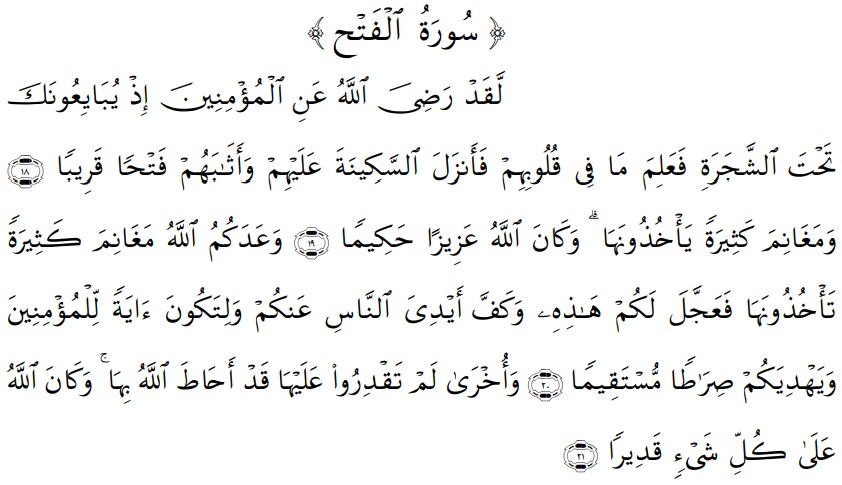 ﴿ سُورَةُ ٱلْفَتْحِ ﴾
لَّقَدْ رَضِىَ ٱللَّهُ عَنِ ٱلْمُؤْمِنِينَ إِذْ يُبَايِعُونَكَ
تَحْتَ ٱلشَّجَرَةِ فَعَلِمَ مَا فِى قُلُوبِهِمْ فَأَنزَلَ ٱلسَّكِينَةَ عَلَيْهِمْ وَأَثَـٰبَهُمْ فَتْحًا قَرِيبًا ١٨
وَمَغَانِمَ كَثِيرَةً يَأْخُذُونَهَا ۗ وَكَانَ ٱللَّهُ عَزِيزًا حَكِيمًا ١٩ وَعَدَكُمُ ٱللَّهُ مَغَانِمَ كَثِيرَةً
تَأْخُذُونَهَا فَعَجَّلَ لَكُمْ هَـٰذِهِۦ وَكَفَّ أَيْدِىَ ٱلنَّاسِ عَنكُمْ وَلِتَكُونَ ءَايَةً لِّلْمُؤْمِنِينَ
وَيَهْدِيَكُمْ صِرَٰطًا مُّسْتَقِيمًا ٢٠ وَأُخْرَىٰ لَمْ تَقْدِرُوا۟ عَلَيْهَا قَدْ أَحَاطَ ٱللَّهُ بِهَا ۚ وَكَانَ ٱللَّهُ
عَلَىٰ كُلِّ شَىْءٍ قَدِيرًا ٢١